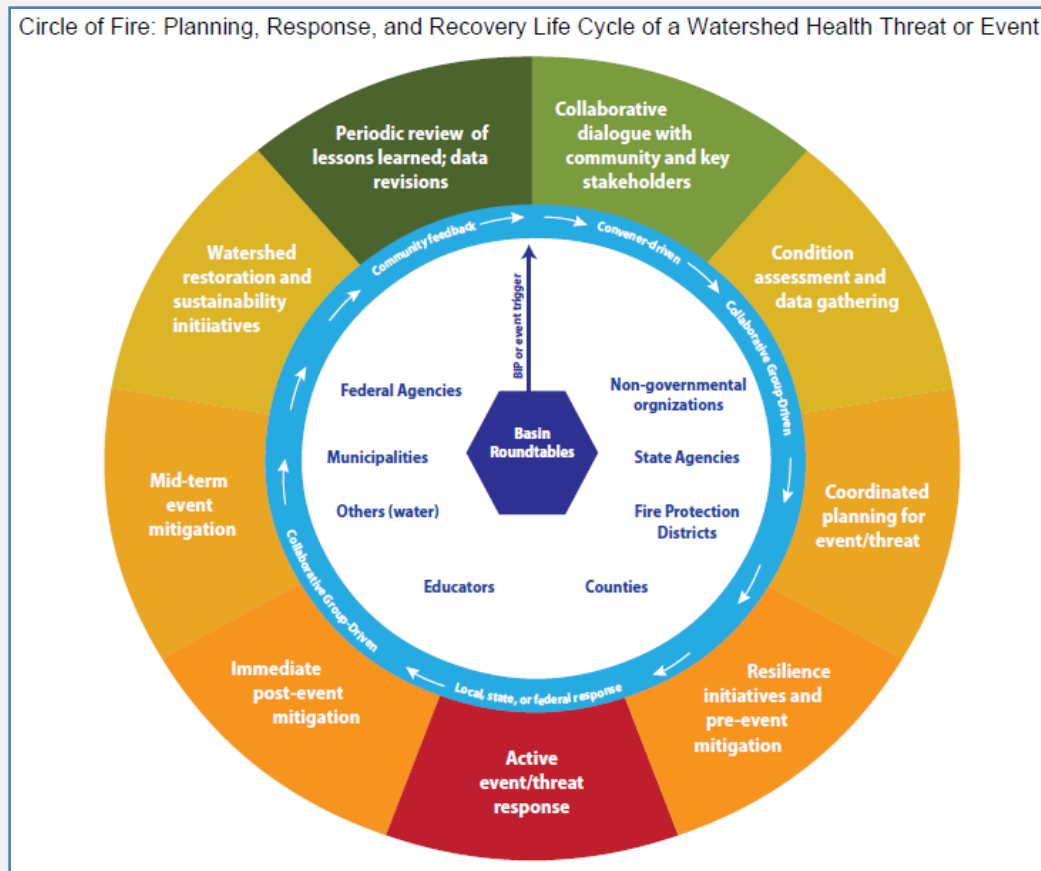 Circle of Fire: Planning, Response, and Recovery Life Cycle of a Watershed Health Threat or Event
Collaborative
dialogue with
community and key
stakeholders
Condition
assessment and
data gathering
Coordinated
planning for
event/threat
Resilience
initiatives and
pre-event
mitigation
Active
event/threat
response
Immediate
post-event
mitigation
Mid-term
event
mitigation
Watershed
restoration and
sustainability
initiiatives
Periodic review of
lessons learned; data
revisions
Convener-driven
Collaborative Group-Driven
Local, state, or federal response
Collaborative Group-Driven
Community feedback
BIP or event trigger
Basin
Roundtables
Non-governmental
orgnizations
State Agencies
Fire Protection
Districts
Counties
Educators
Others (water)
Municipalities
Federal Agencies